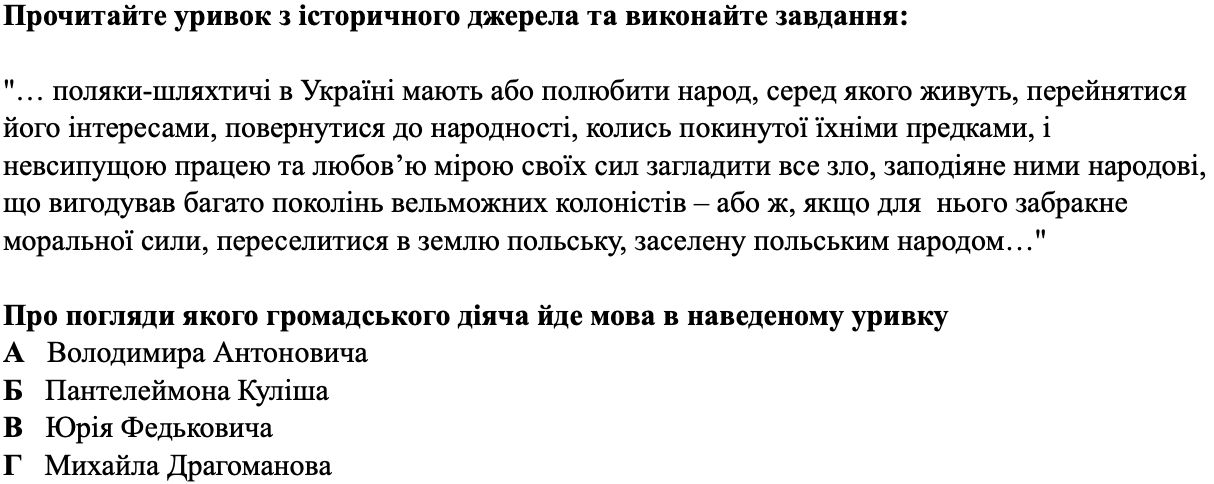 Прочитайте уривок з історичного джерела та виконайте завдання:
"… поляки-шляхтичі в Україні мають або полюбити народ, серед якого живуть, перейнятися
його інтересами, повернутися до народності, колись покинутої їхніми предками, і
невсипущою працею та любов’ю мірою своїх сил загладити все зло, заподіяне ними народові,
що вигодував багато поколінь вельможних колоністів – або ж, якщо для нього забракне
моральної сили, переселитися в землю польську, заселену польським народом…"
Про погляди якого громадського діяча йде мова в наведеному уривку
А Володимира Антоновича
Б Пантелеймона Куліша
В Юрія Федьковича
Г Михайла Драгоманова